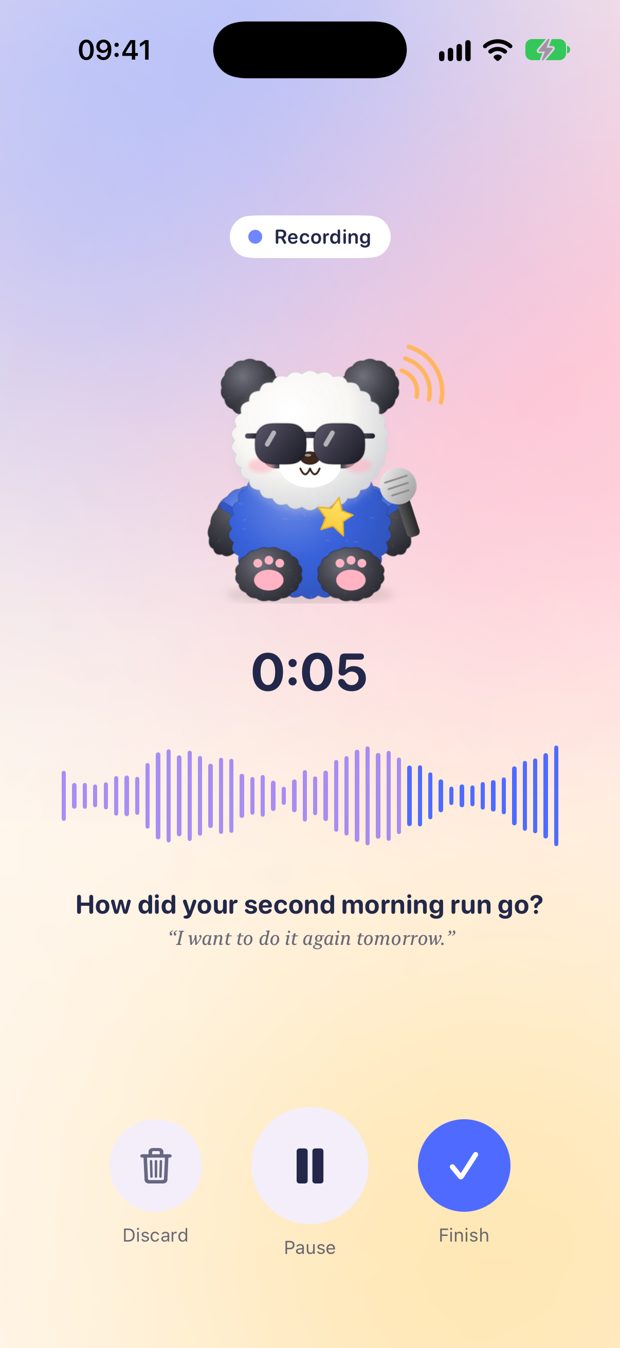 09:41
Recording
0:05
How did your second morning run go?
“I want to do it again tomorrow.”
Discard
Pause
Finish